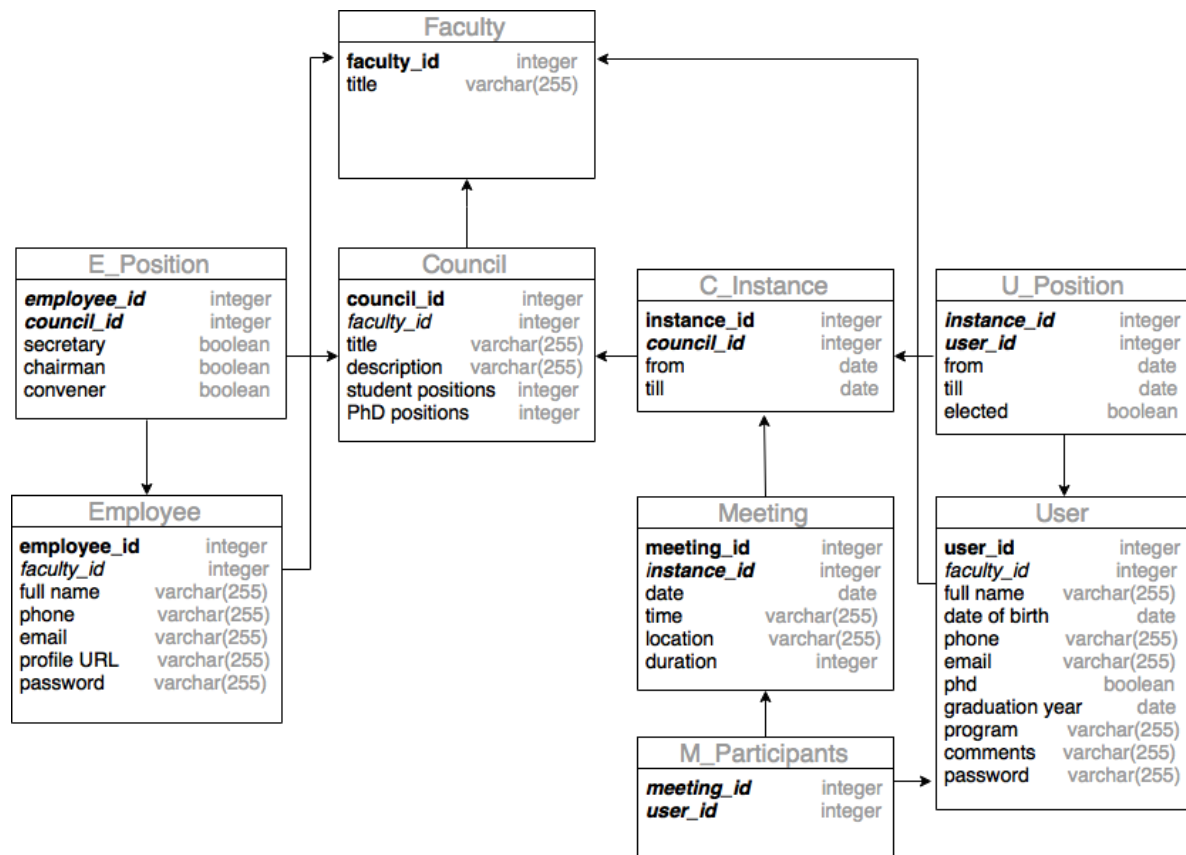 Faculty
faculty_id integer
title varchar(255)
E_Position
employee_id integer
council_id integer
secretary boolean
chairman boolean
convener boolean
Council
council_id integer
faculty_id integer
title varchar(255)
description varchar(255)
student positions integer
PhD positions integer
C_Instance
instance_id integer
council_id integer
from date
till date
U_Position
instance_id integer
user_id integer
from date
till date
elected boolean
Employee
employee_id integer
faculty_id integer
full name varchar(255)
phone varchar(255)
email varchar(255)
profile URL varchar(255)
password varchar(255)
Meeting
meeting_id integer
instance_id integer
date date
time varchar(255)
location varchar(255)
duration integer
User
user_id integer
faculty_id integer
full name varchar(255)
date of birth date
phone varchar(255)
email varchar(255)
phd boolean
graduation year date
program varchar(255)
comments varchar(255)
password varchar(255)
M_Participants
meeting_id integer
user_id integer